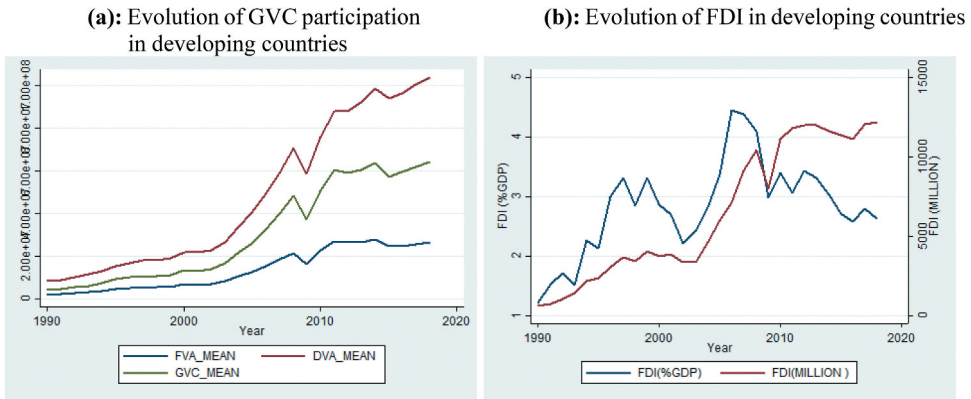 (a): Evolution of GVC participation
in developing countries
0
1990
2000
2010
2020
Year
FVA_MEAN
DVA_MEAN
GVC_MEAN
(b): Evolution of FDI in developing countries
FDI (%GDP)
5
4
3
2
1
FDI (MILLION )
15000
10000
5000
0
1990
2000
2010
2020
Year
FDI(%GDP)
FDI(MILLION )